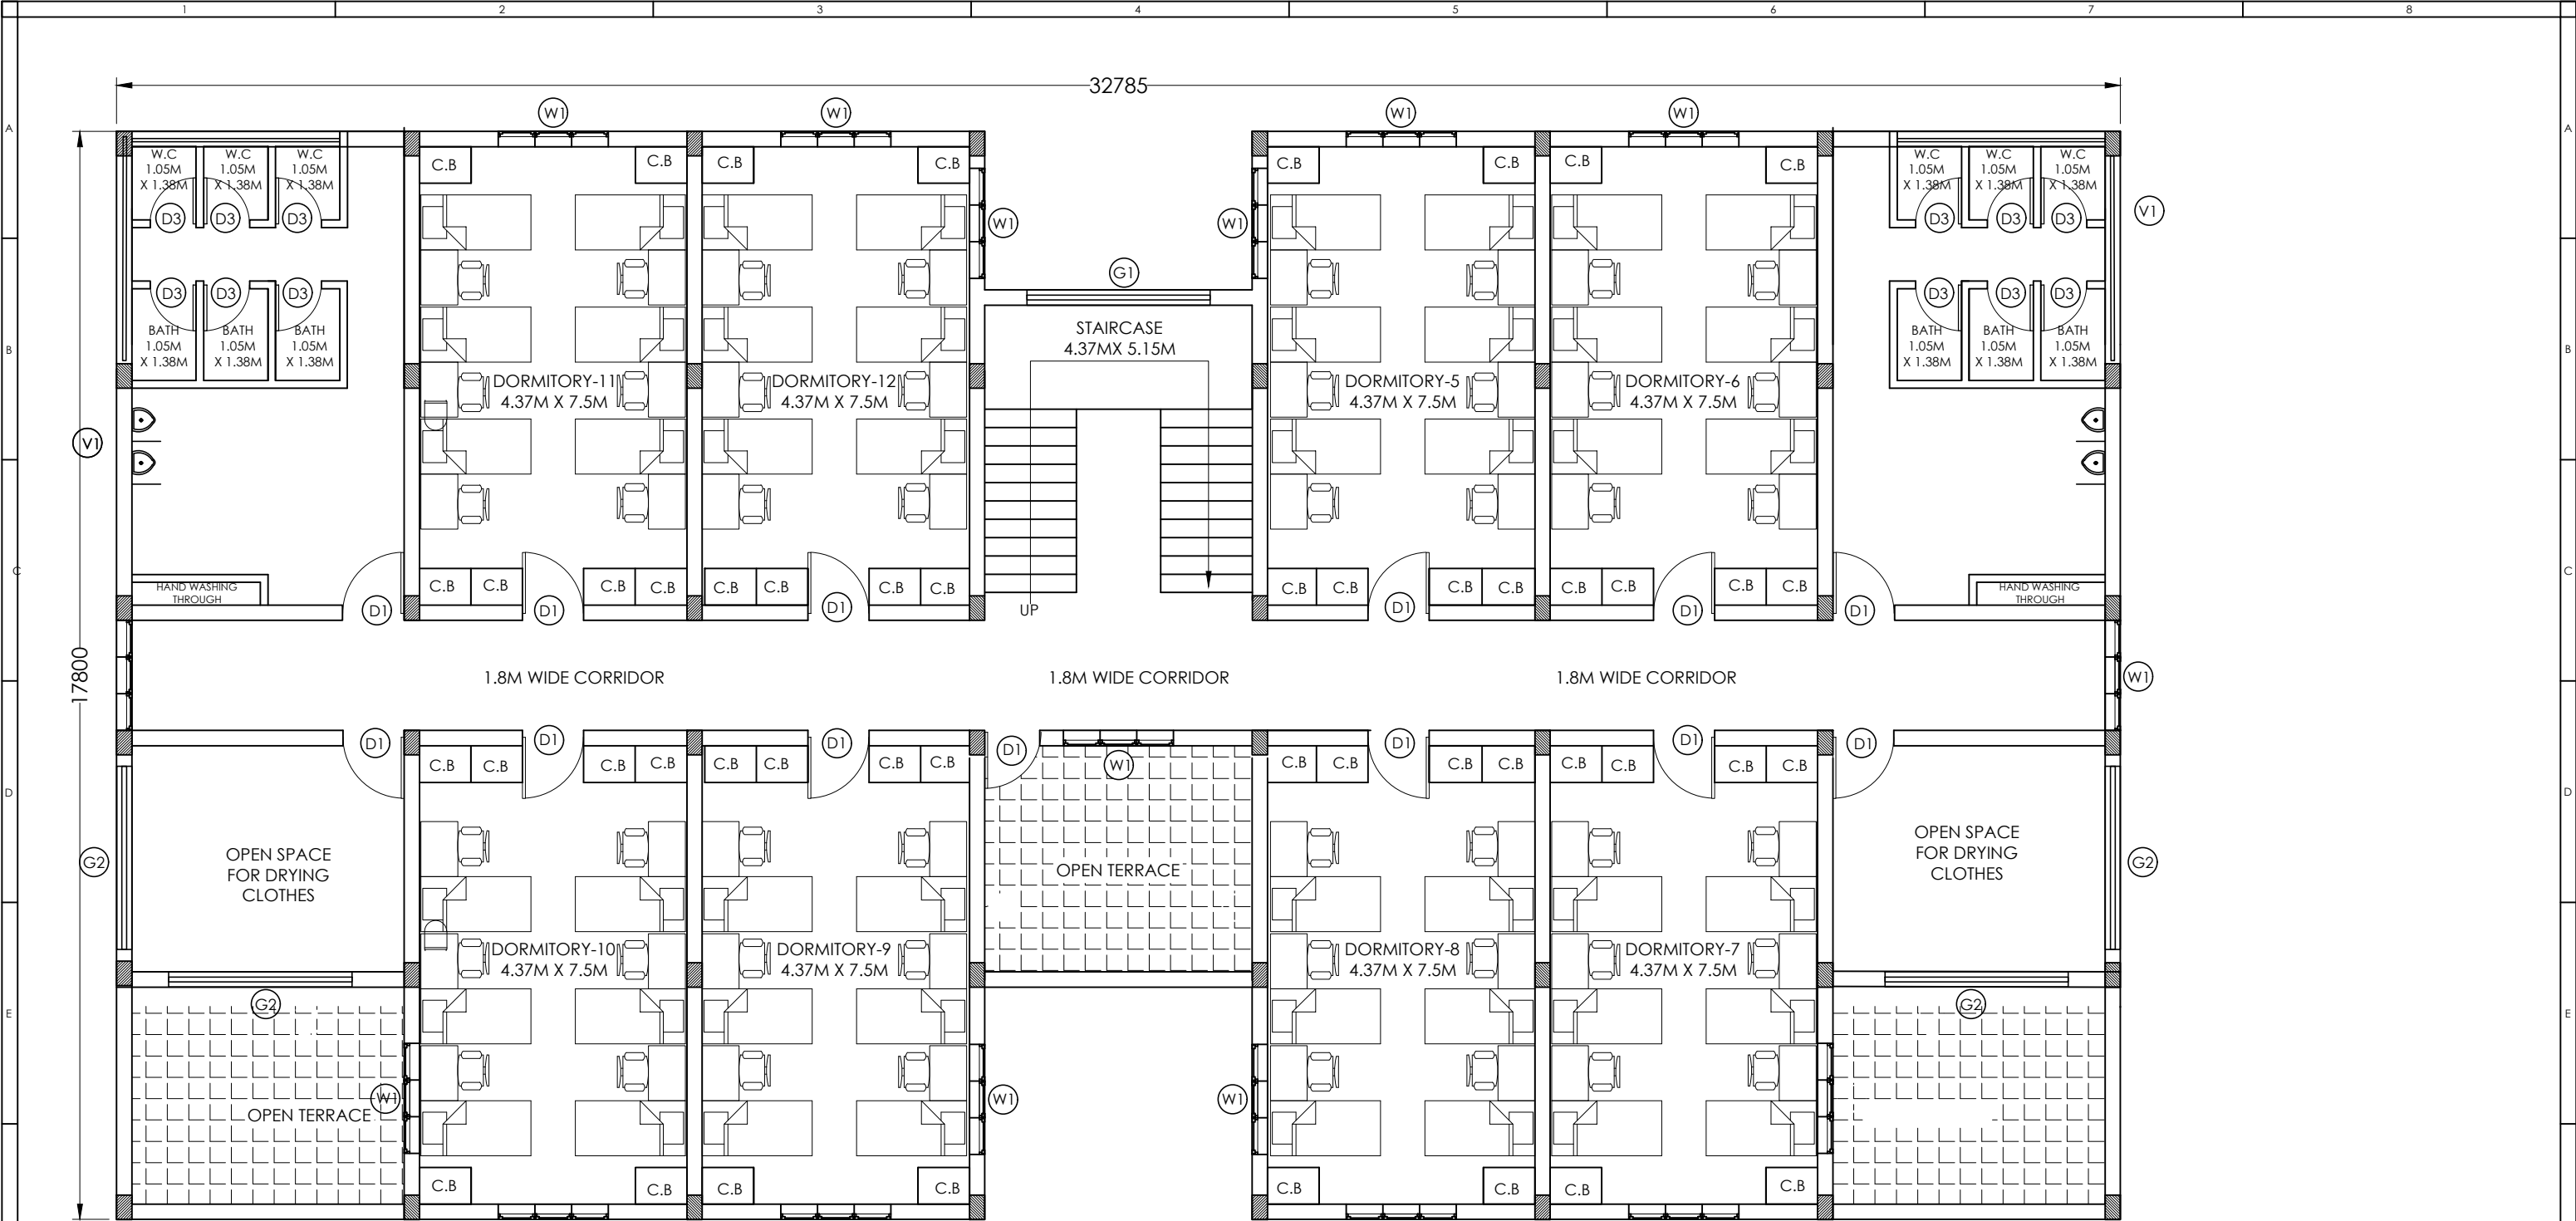 1 2 3 4 5 6 7 8
32785
A A
W1 W1 W1 W1
W.C W.C W.C
1.05M 1.05M 1.05M
X 1.38M X 1.38M X 1.38M
C.B C.B C.B C.B C.B C.B C.B C.B
W.C W.C W.C
1.05M 1.05M 1.05M
X 1.38M X 1.38M X 1.38M
D3 D3 D3 W1 W1 D3 D3 D3 V1
G1
D3 D3 D3 D3 D3 D3
BATH BATH BATH
1.05M 1.05M 1.05M
X 1.38M X 1.38M X 1.38M
STAIRCASE
4.37MX 5.15M
BATH BATH BATH
1.05M 1.05M 1.05M
X 1.38M X 1.38M X 1.38M
B B
DORMITORY-11
4.37M X 7.5M
DORMITORY-12
4.37M X 7.5M
DORMITORY-5
4.37M X 7.5M
DORMITORY-6
4.37M X 7.5M
V1
C C
HAND WASHING
THROUGH
C.B C.B C.B C.B C.B C.B C.B C.B C.B C.B C.B C.B C.B C.B C.B C.B
HAND WASHING
THROUGH
D1 D1 D1 UP D1 D1 D1
17800
1.8M WIDE CORRIDOR 1.8M WIDE CORRIDOR 1.8M WIDE CORRIDOR W1
D1 D1 D1 D1 D1 D1 D1
W1
C.B C.B C.B C.B C.B C.B C.B C.B C.B C.B C.B C.B C.B C.B C.B C.B
D D
G2
OPEN SPACE
FOR DRYING
CLOTHES
OPEN TERRACE
OPEN SPACE
FOR DRYING
CLOTHES
G2
DORMITORY-10
4.37M X 7.5M
DORMITORY-9
4.37M X 7.5M
DORMITORY-8
4.37M X 7.5M
DORMITORY-7
4.37M X 7.5M
G2 G2
E E
W1 W1 W1
OPEN TERRACE
C.B C.B C.B C.B C.B C.B C.B C.B